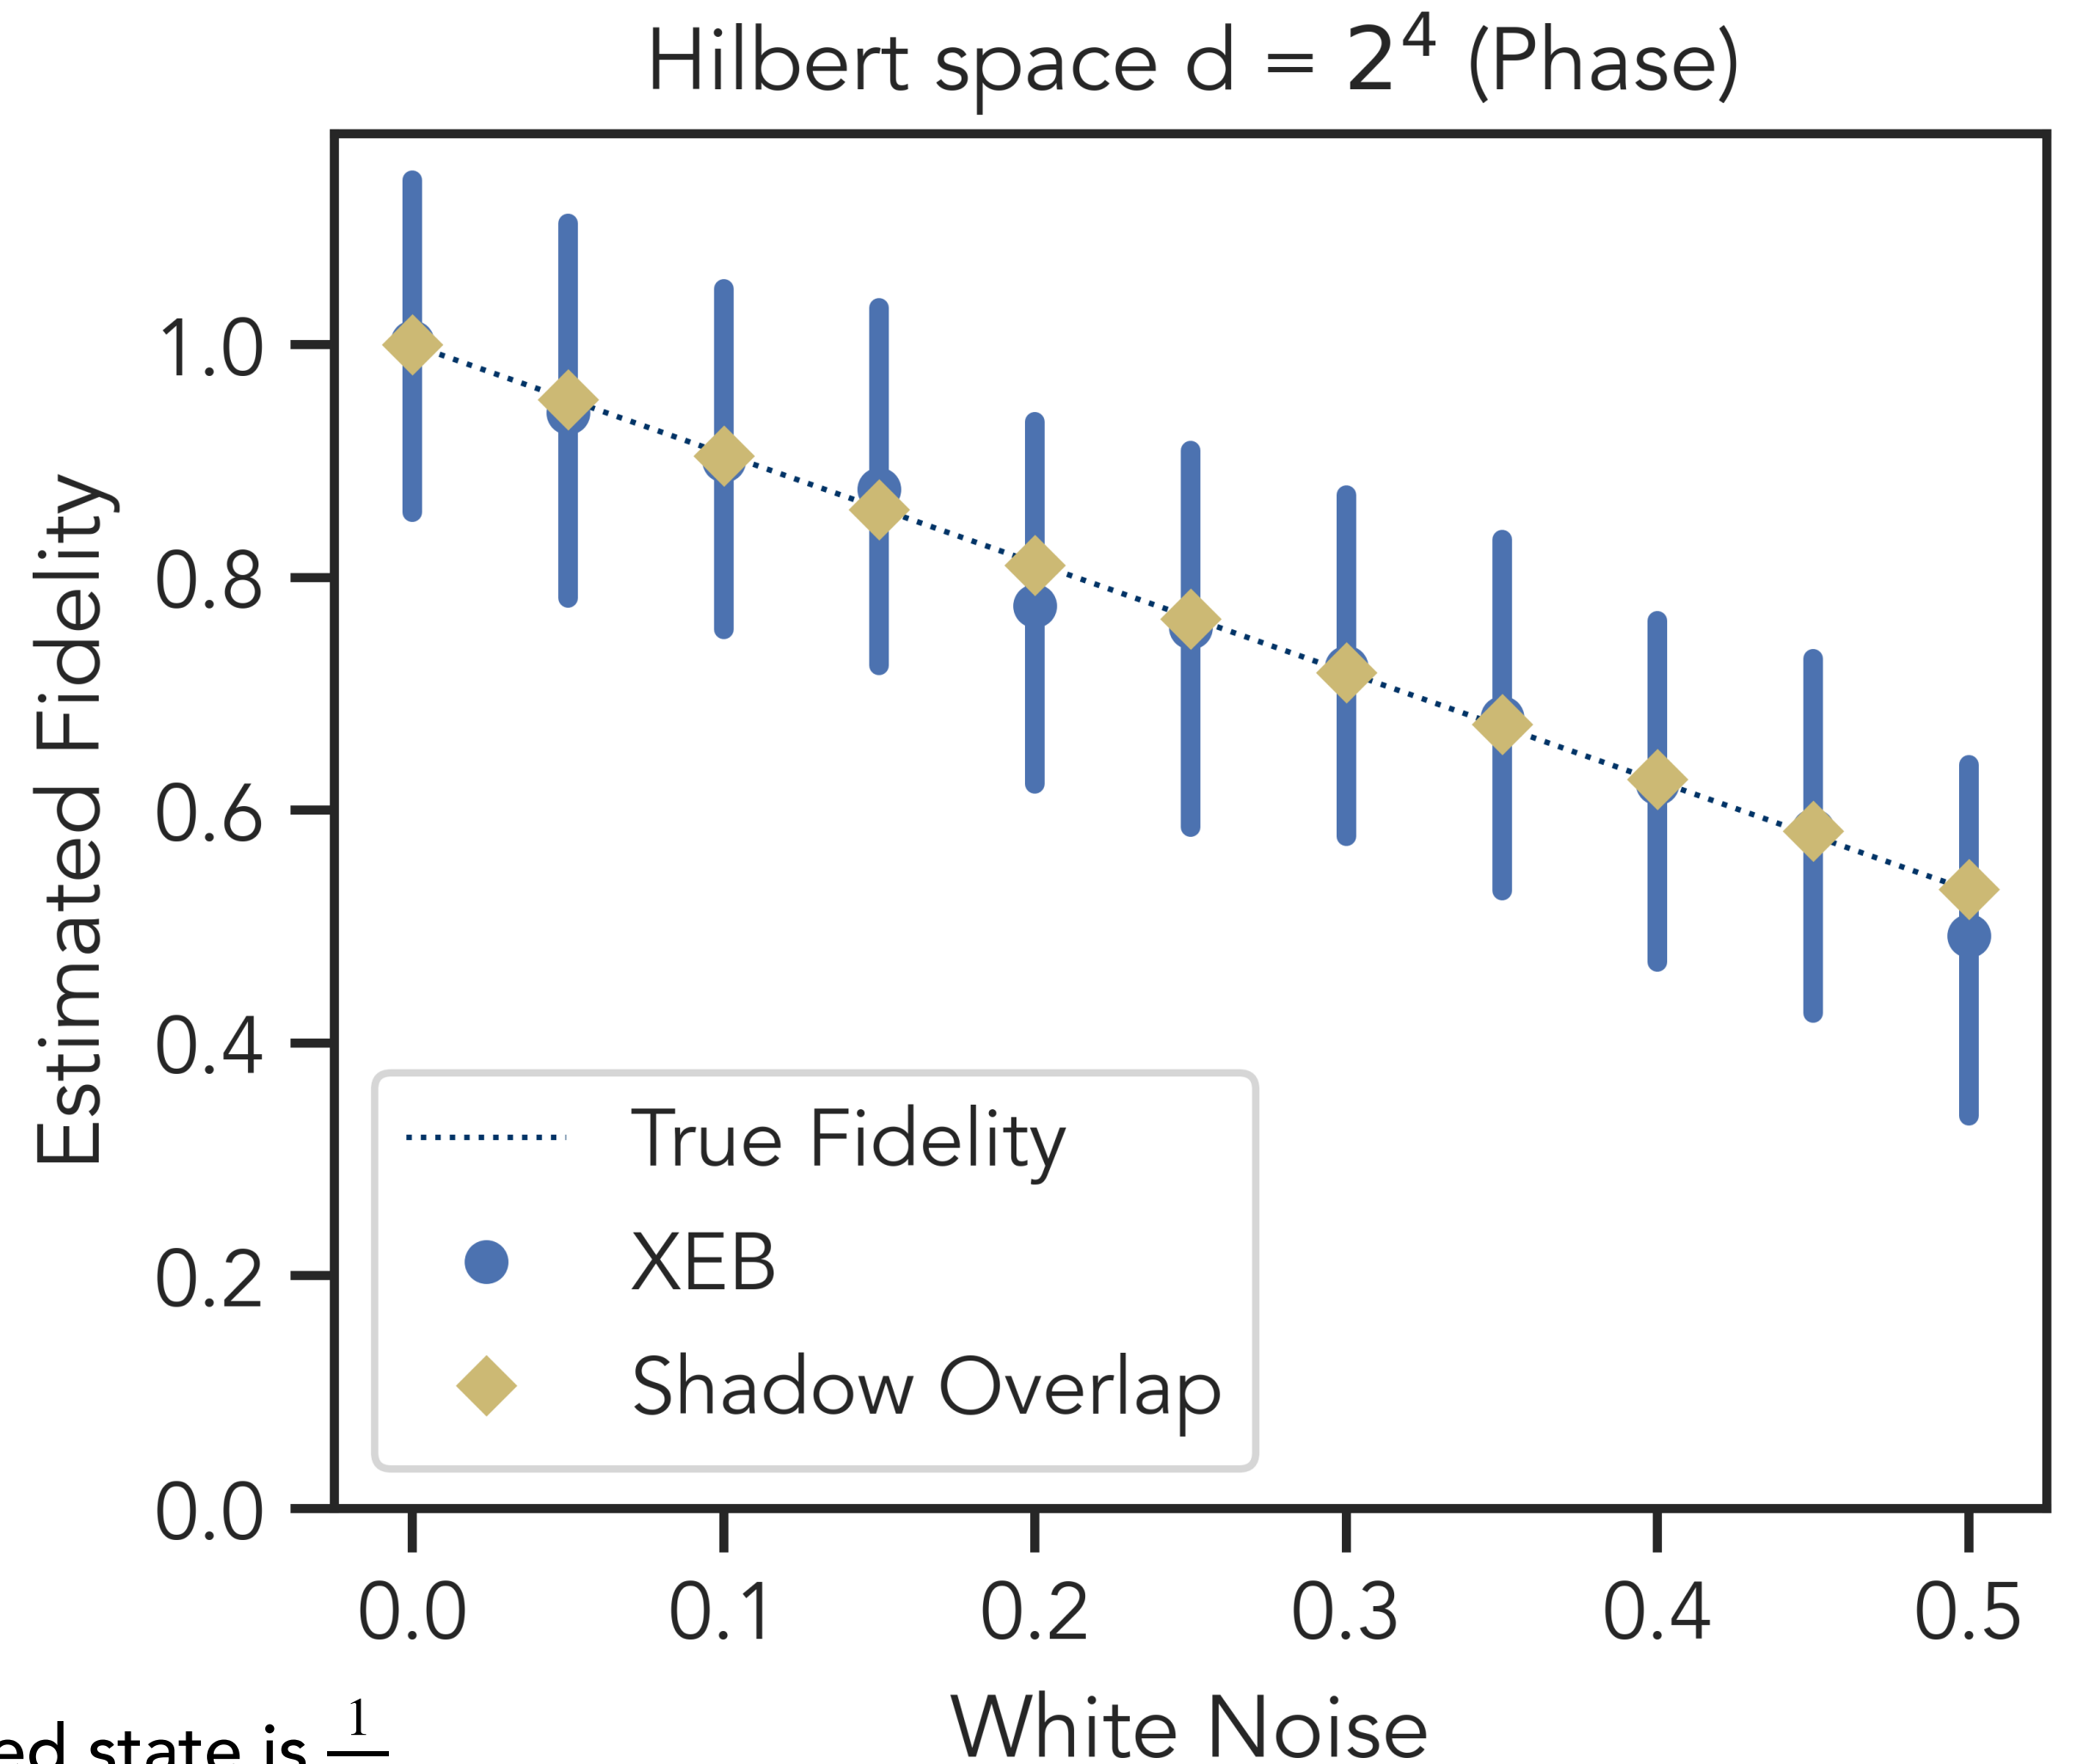 Hilbert space d = 2⁴ (Phase)
Estimated Fidelity
1.0
0.8
0.6
0.4
0.2
0.0
True Fidelity
XEB
Shadow Overlap
0.0 0.1 0.2 0.3 0.4 0.5
White Noise
state is 1